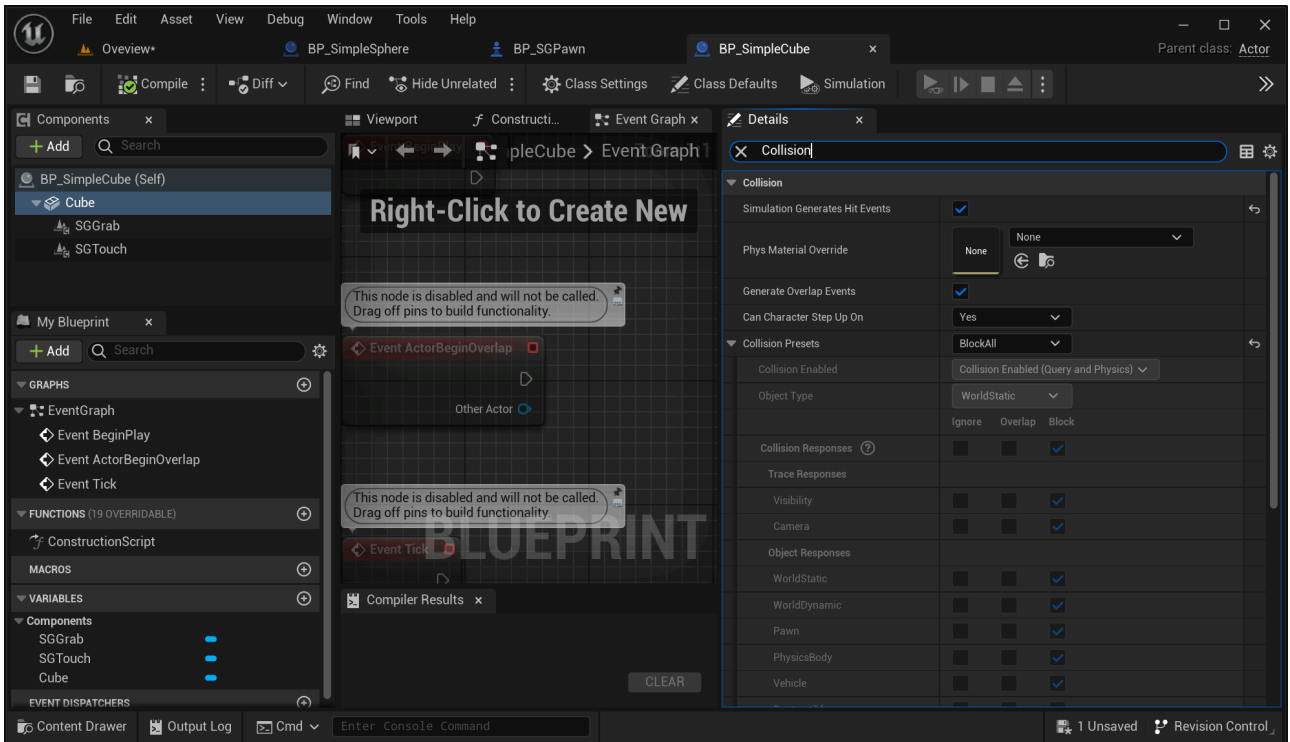 File Edit Asset View Debug Window Tools Help
Oveview*
BP_SimpleSphere
BP_SGPawn
BP_SimpleCube
Parent class: Actor
Compile
Diff
Find
Hide Unrelated
Class Settings
Class Defaults
Simulation
Components
Add
Search
BP_SimpleCube (Self)
Cube
SGGrab
SGTouch
My Blueprint
Add
Search
GRAPHS
EventGraph
Event BeginPlay
Event ActorBeginOverlap
Event Tick
FUNCTIONS (19 OVERRIDABLE)
ConstructionScript
MACROS
VARIABLES
Components
SGGrab
SGTouch
Cube
EVENT DISPATCHERS
Viewport
Constructi...
Event Graph
pleCube > Event Graph
Right-Click to Create New
This node is disabled and will not be called.
Drag off pins to build functionality.
Event ActorBeginOverlap
Other Actor
This node is disabled and will not be called.
Drag off pins to build functionality.
BLUEPRINT
Event Tick
Compiler Results
CLEAR
Details
Collision
Collision
Simulation Generates Hit Events
Phys Material Override
None
None
Generate Overlap Events
Can Character Step Up On
Yes
Collision Presets
BlockAll
Collision Enabled
Collision Enabled (Query and Physics)
Object Type
WorldStatic
Ignore Overlap Block
Collision Responses
Trace Responses
Visibility
Camera
Object Responses
WorldStatic
WorldDynamic
Pawn
PhysicsBody
Vehicle
Content Drawer
Output Log
Cmd
Enter Console Command
1 Unsaved
Revision Control